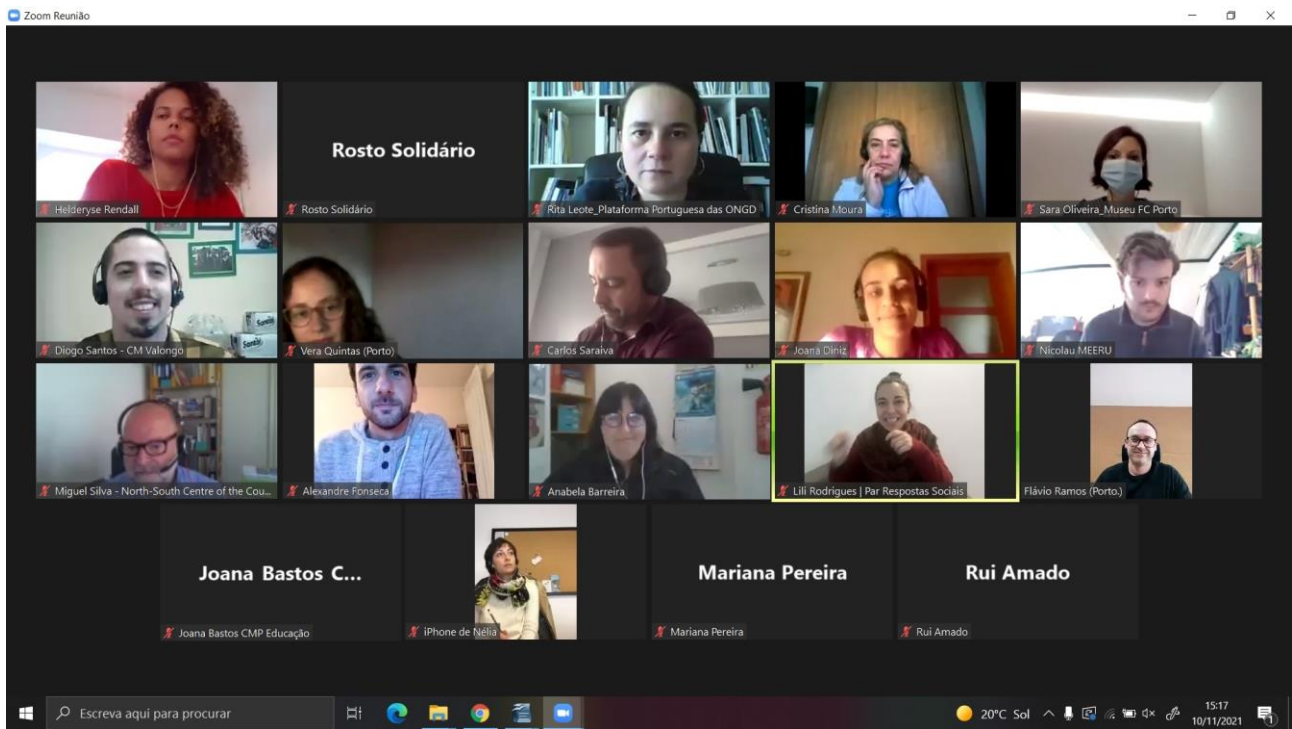 Zoom Reunião
Helderyse Rendall
Rosto Solidário
Rosto Solidário
Rita Leote_Plataforma Portuguesa das ONGD
Cristina Moura
Sara Oliveira_Museu FC Porto
Diogo Santos - CM Valongo
Vera Quintas (Porto)
Carlos Saraiva
Joana Diniz
Nicolau MEERU
Miguel Silva - North-South Centre of the Cou...
Alexandre Fonseca
Anabela Barreira
Lili Rodrigues | Par Respostas Sociais
Flávio Ramos (Porto.)
Joana Bastos C...
Mariana Pereira
Rui Amado
Joana Bastos CMP Educação
iPhone de Nélia
Mariana Pereira
Rui Amado
Escreva aqui para procurar
20°C Sol
15:17
10/11/2021